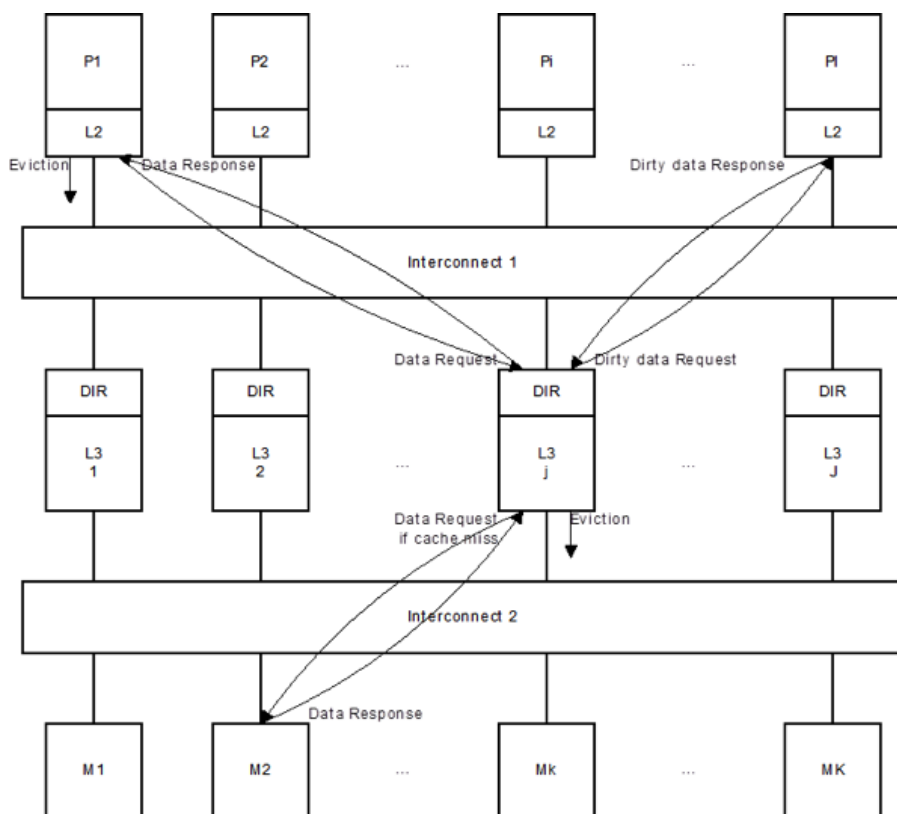 P1
P2
...
Pi
...
PI
L2
L2
L2
L2
Eviction
Data Response
Dirty data Response
Interconnect 1
Data Request
Dirty data Request
DIR
DIR
DIR
DIR
L3
1
L3
2
...
L3
j
...
L3
J
Data Request
if cache miss
Eviction
Interconnect 2
Data Response
M1
M2
...
Mk
...
MK